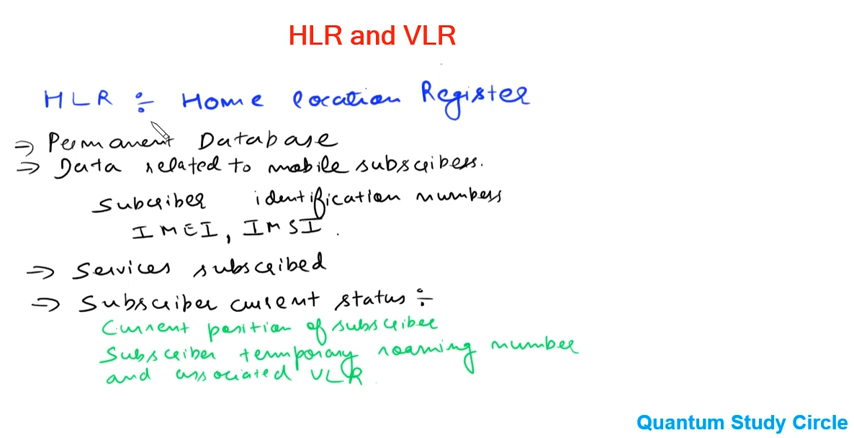 HLR and VLR
HLR ÷ Home location Register
⇒ Permanent Database
⇒ Data related to mobile subscribers.
Subcriber identification numbers
IMEI, IMSI.
⇒ Services subscribed
⇒ Subscriber current status ÷
Current position of subscriber
Subscriber temporary roaming number
and associated VLR
Quantum Study Circle